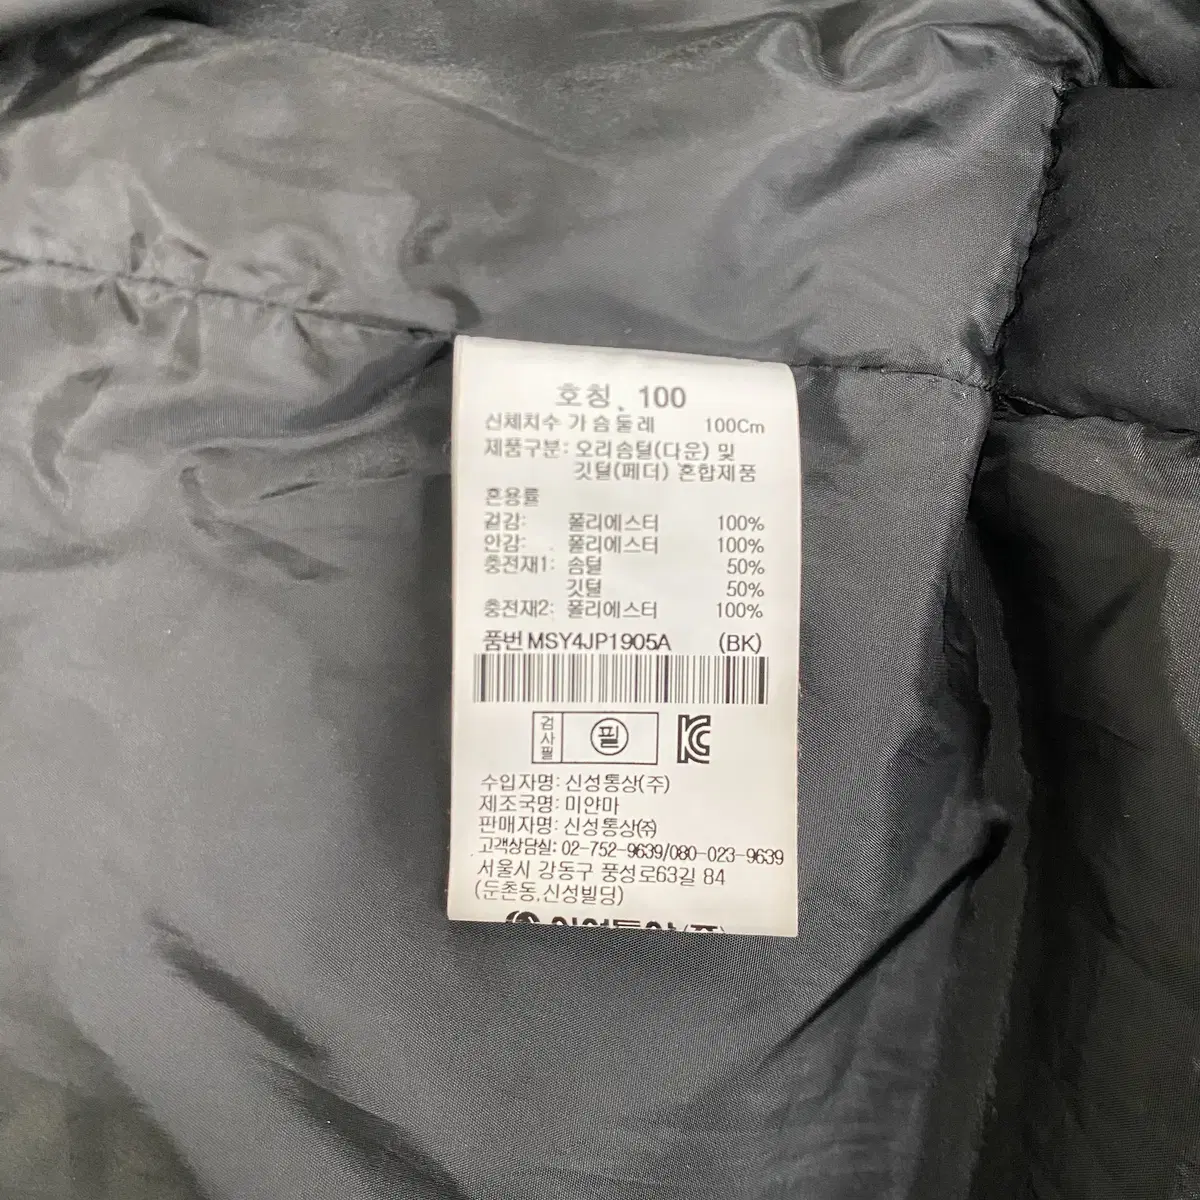 호칭. 100
신체치수 가슴둘레 100Cm
제품구분: 오리솜털(다운) 및
깃털(페더) 혼합제품
혼용률
겉감: 폴리에스터 100%
안감: 폴리에스터 100%
충전재1: 솜털 50%
깃털 50%
충전재2: 폴리에스터 100%
품번 MSY4JP1905A (BK)
검사필 필
수입자명: 신성통상(주)
제조국명: 미얀마
판매자명: 신성통상㈜
고객상담실: 02-752-9639/080-023-9639
서울시 강동구 풍성로63길 84
(둔촌동,신성빌딩)